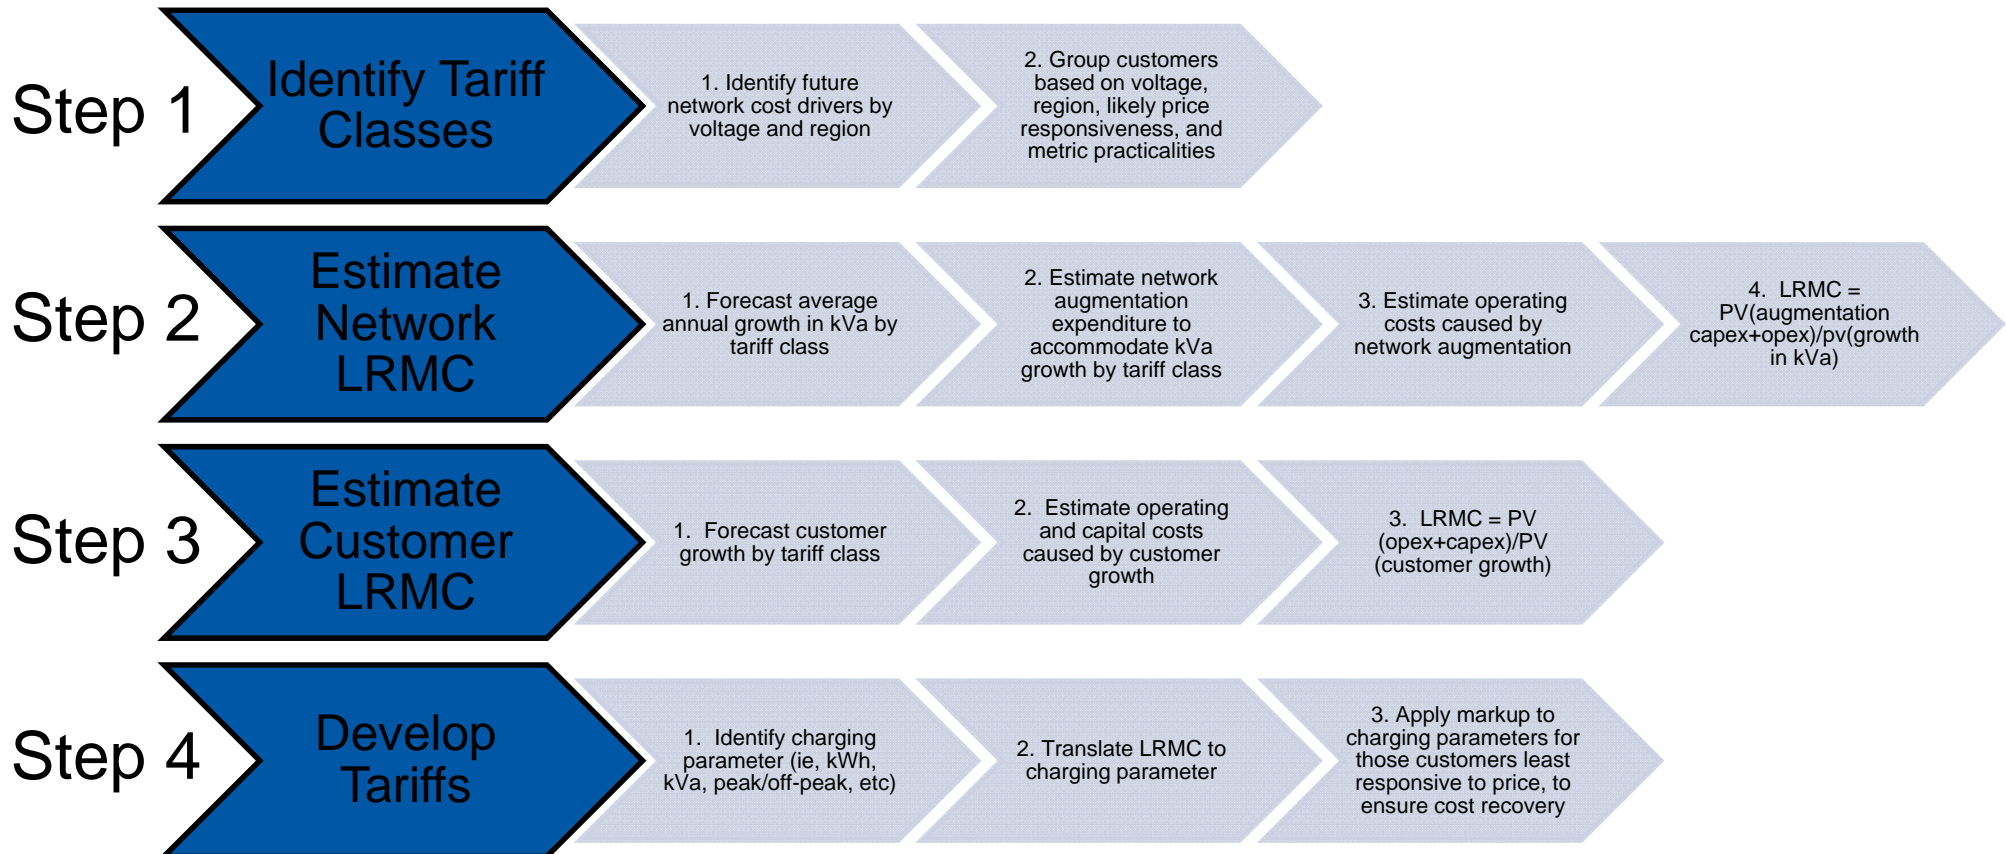 Step 1
Identify Tariff
Classes
1. Identify future
network cost drivers by
voltage and region
2. Group customers
based on voltage,
region, likely price
responsiveness, and
metric practicalities
Step 2
Estimate
Network
LRMC
1. Forecast average
annual growth in kVa by
tariff class
2. Estimate network
augmentation
expenditure to
accommodate kVa
growth by tariff class
3. Estimate operating
costs caused by
network augmentation
4. LRMC =
PV(augmentation
capex+opex)/pv(growth
in kVa)
Step 3
Estimate
Customer
LRMC
1. Forecast customer
growth by tariff class
2. Estimate operating
and capital costs
caused by customer
growth
3. LRMC = PV
(opex+capex)/PV
(customer growth)
Step 4
Develop
Tariffs
1. Identify charging
parameter (ie, kWh,
kVa, peak/off-peak, etc)
2. Translate LRMC to
charging parameter
3. Apply markup to
charging parameters for
those customers least
responsive to price, to
ensure cost recovery